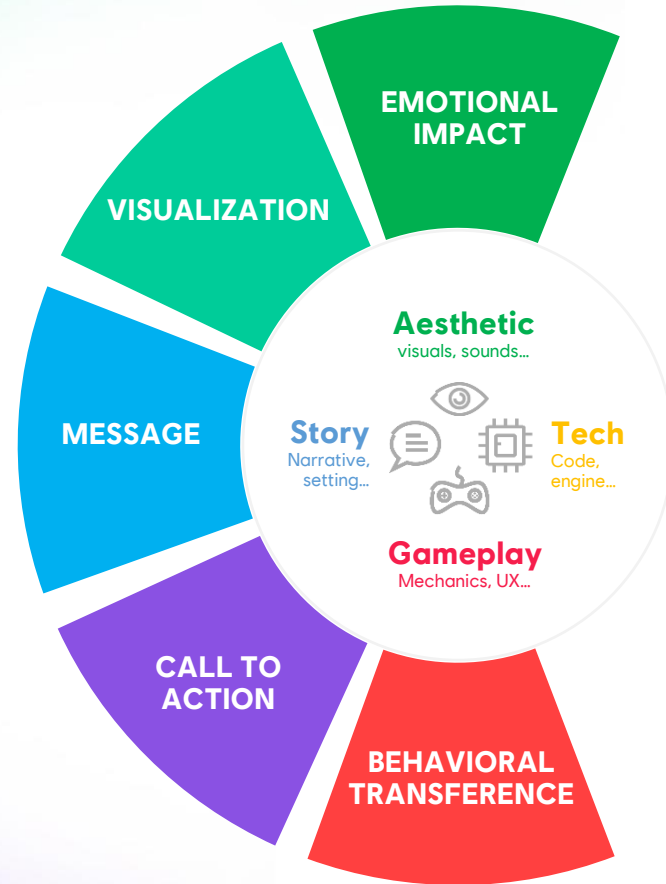 EMOTIONAL
IMPACT
VISUALIZATION
MESSAGE
CALL TO
ACTION
BEHAVIORAL
TRANSFERENCE
Aesthetic
visuals, sounds...
Story
Narrative,
setting...
Tech
Code,
engine...
Gameplay
Mechanics, UX...